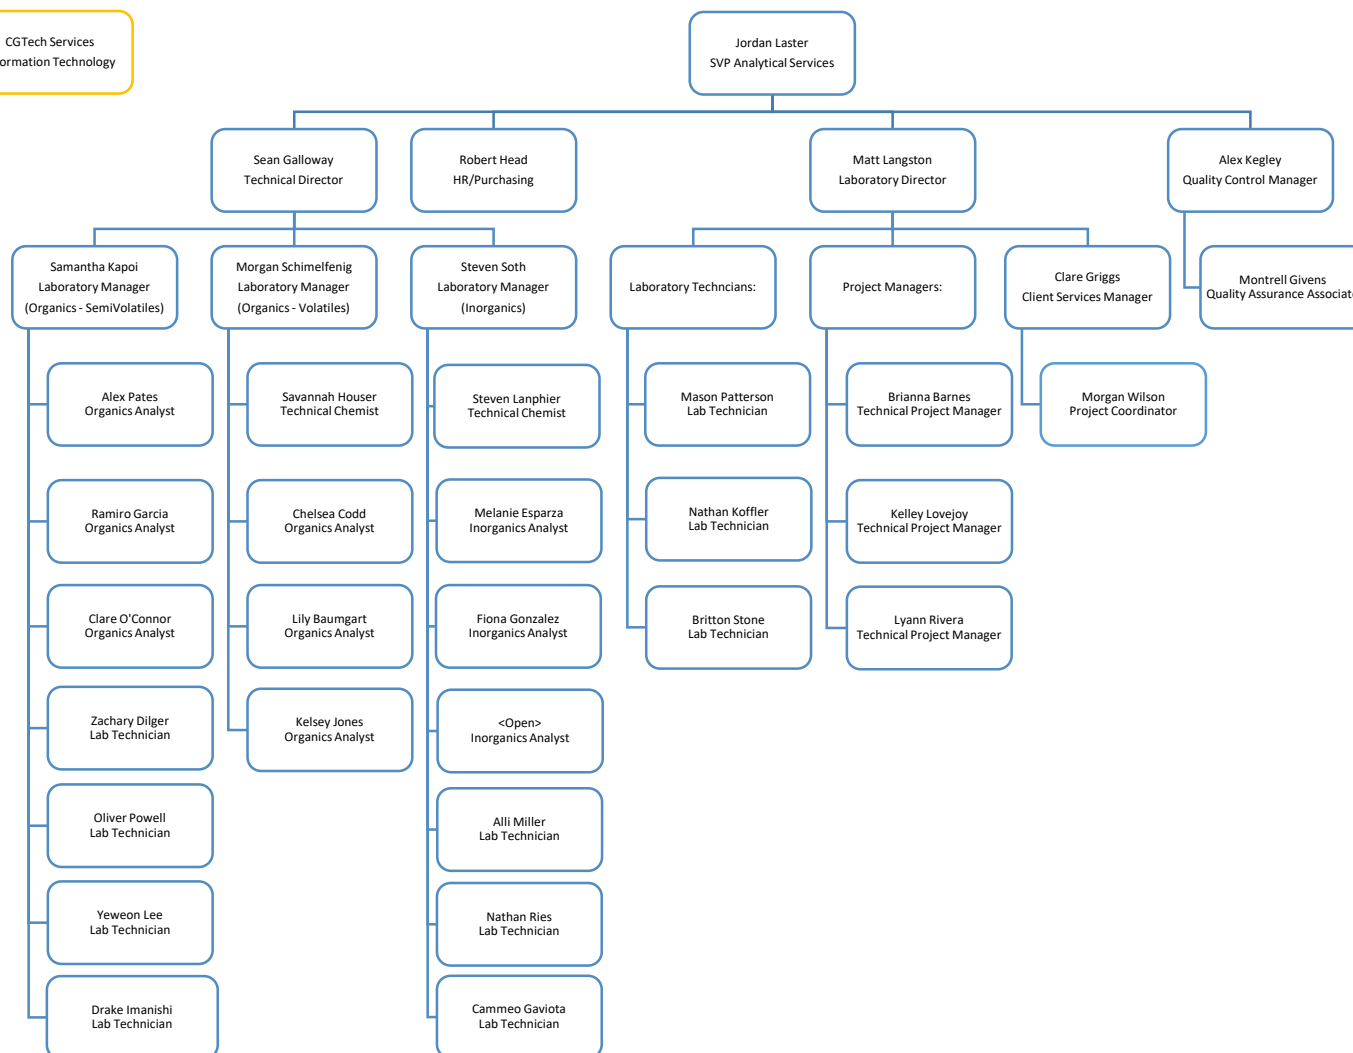 CGTech Services
ormation Technology
Jordan Laster
SVP Analytical Services
Sean Galloway
Technical Director
Robert Head
HR/Purchasing
Matt Langston
Laboratory Director
Alex Kegley
Quality Control Manager
Samantha Kapoi
Laboratory Manager
(Organics - SemiVolatiles)
Morgan Schimelfenig
Laboratory Manager
(Organics - Volatiles)
Steven Soth
Laboratory Manager
(Inorganics)
Laboratory Techncians:
Project Managers:
Clare Griggs
Client Services Manager
Montrell Givens
Quality Assurance Associat
Alex Pates
Organics Analyst
Savannah Houser
Technical Chemist
Steven Lanphier
Technical Chemist
Mason Patterson
Lab Technician
Brianna Barnes
Technical Project Manager
Morgan Wilson
Project Coordinator
Ramiro Garcia
Organics Analyst
Chelsea Codd
Organics Analyst
Melanie Esparza
Inorganics Analyst
Nathan Koffler
Lab Technician
Kelley Lovejoy
Technical Project Manager
Clare O'Connor
Organics Analyst
Lily Baumgart
Organics Analyst
Fiona Gonzalez
Inorganics Analyst
Britton Stone
Lab Technician
Lyann Rivera
Technical Project Manager
Zachary Dilger
Lab Technician
Kelsey Jones
Organics Analyst
<Open>
Inorganics Analyst
Oliver Powell
Lab Technician
Alli Miller
Lab Technician
Yeweon Lee
Lab Technician
Nathan Ries
Lab Technician
Drake Imanishi
Lab Technician
Cammeo Gaviota
Lab Technician